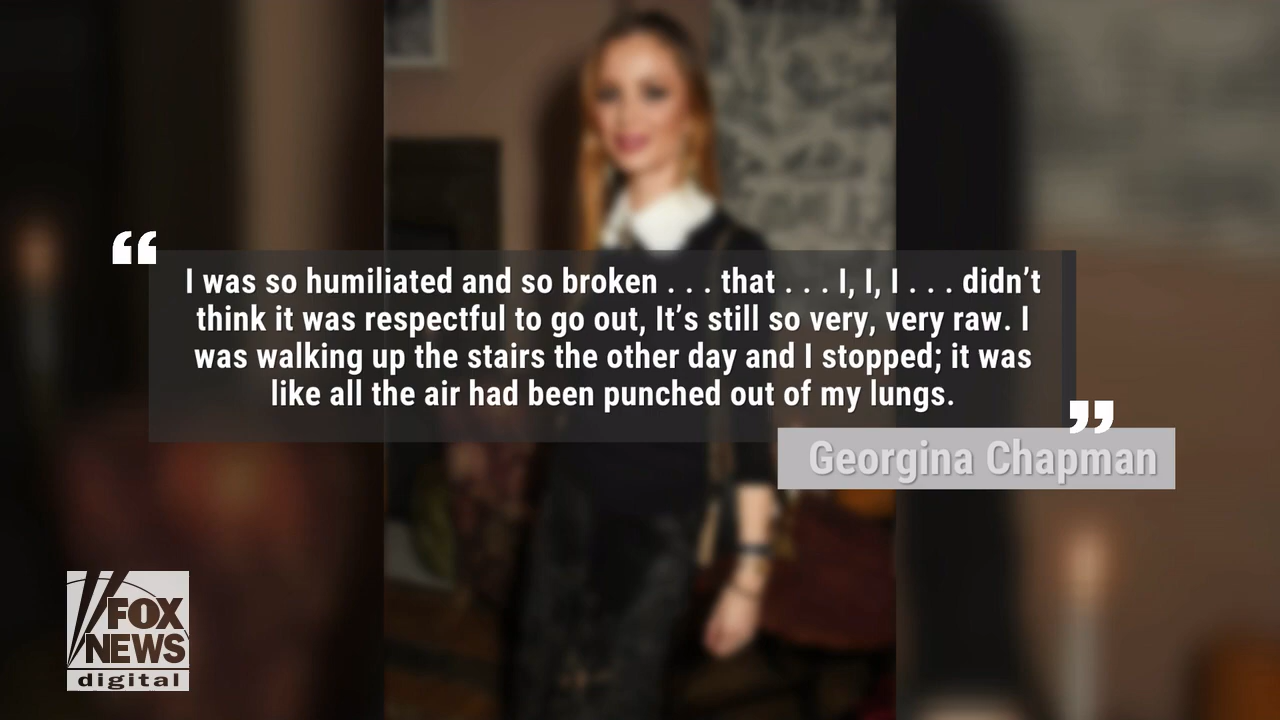 “
I was so humiliated and so broken . . . that . . . I, I, I . . . didn’t
think it was respectful to go out, It’s still so very, very raw. I
was walking up the stairs the other day and I stopped; it was
like all the air had been punched out of my lungs.
”
Georgina Chapman
FOX
NEWS
digital